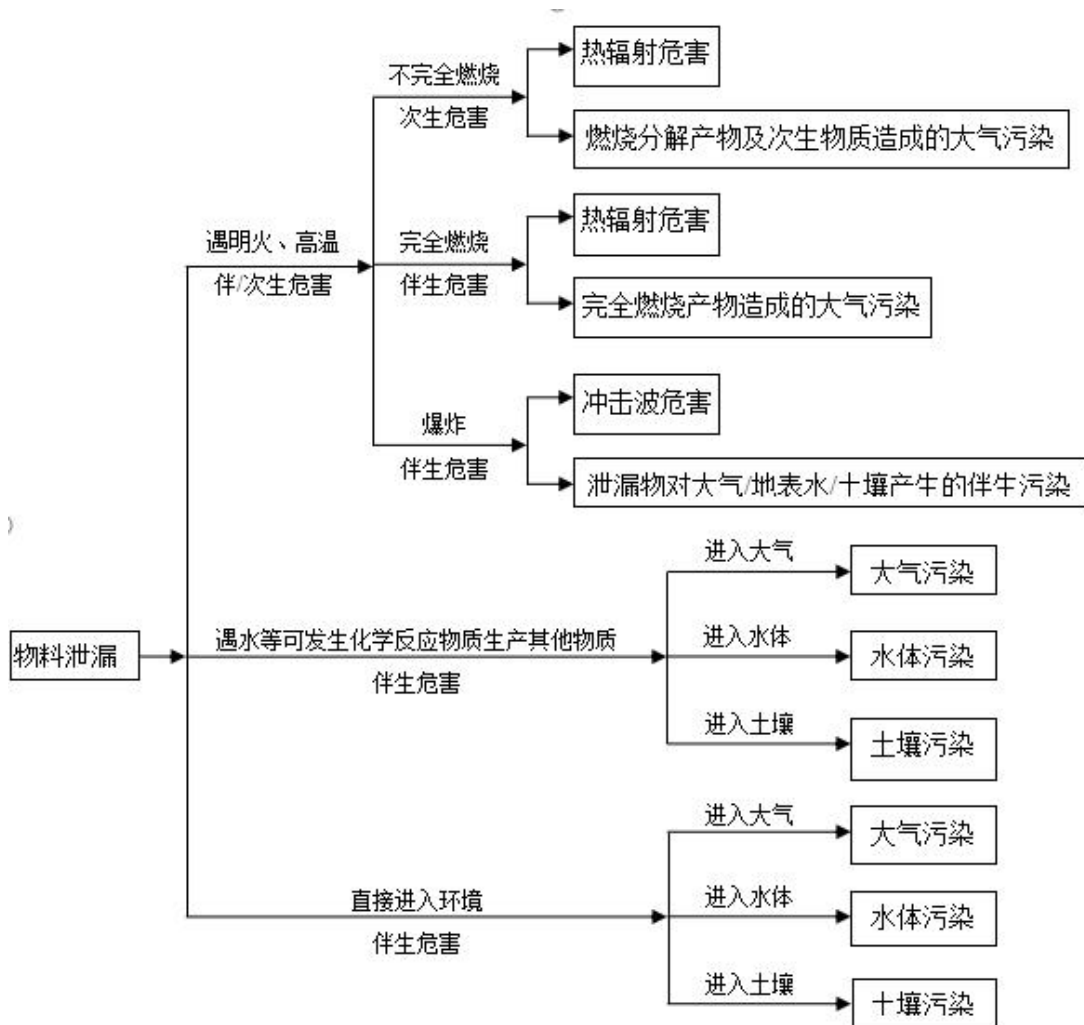 热辐射危害
不完全燃烧
次生危害
燃烧分解产物及次生物质造成的大气污染
热辐射危害
遇明火、高温
伴/次生危害
完全燃烧
伴生危害
完全燃烧产物造成的大气污染
冲击波危害
爆炸
伴生危害
泄漏物对大气/地表水/十壤产生的伴生污染
进入大气
大气污染
物料泄漏
遇水等可发生化学反应物质生产其他物质
伴生危害
进入水体
水体污染
进入土壤
土壤污染
进入大气
大气污染
直接进入环境
伴生危害
进入水体
水体污染
进入土壤
十壤污染